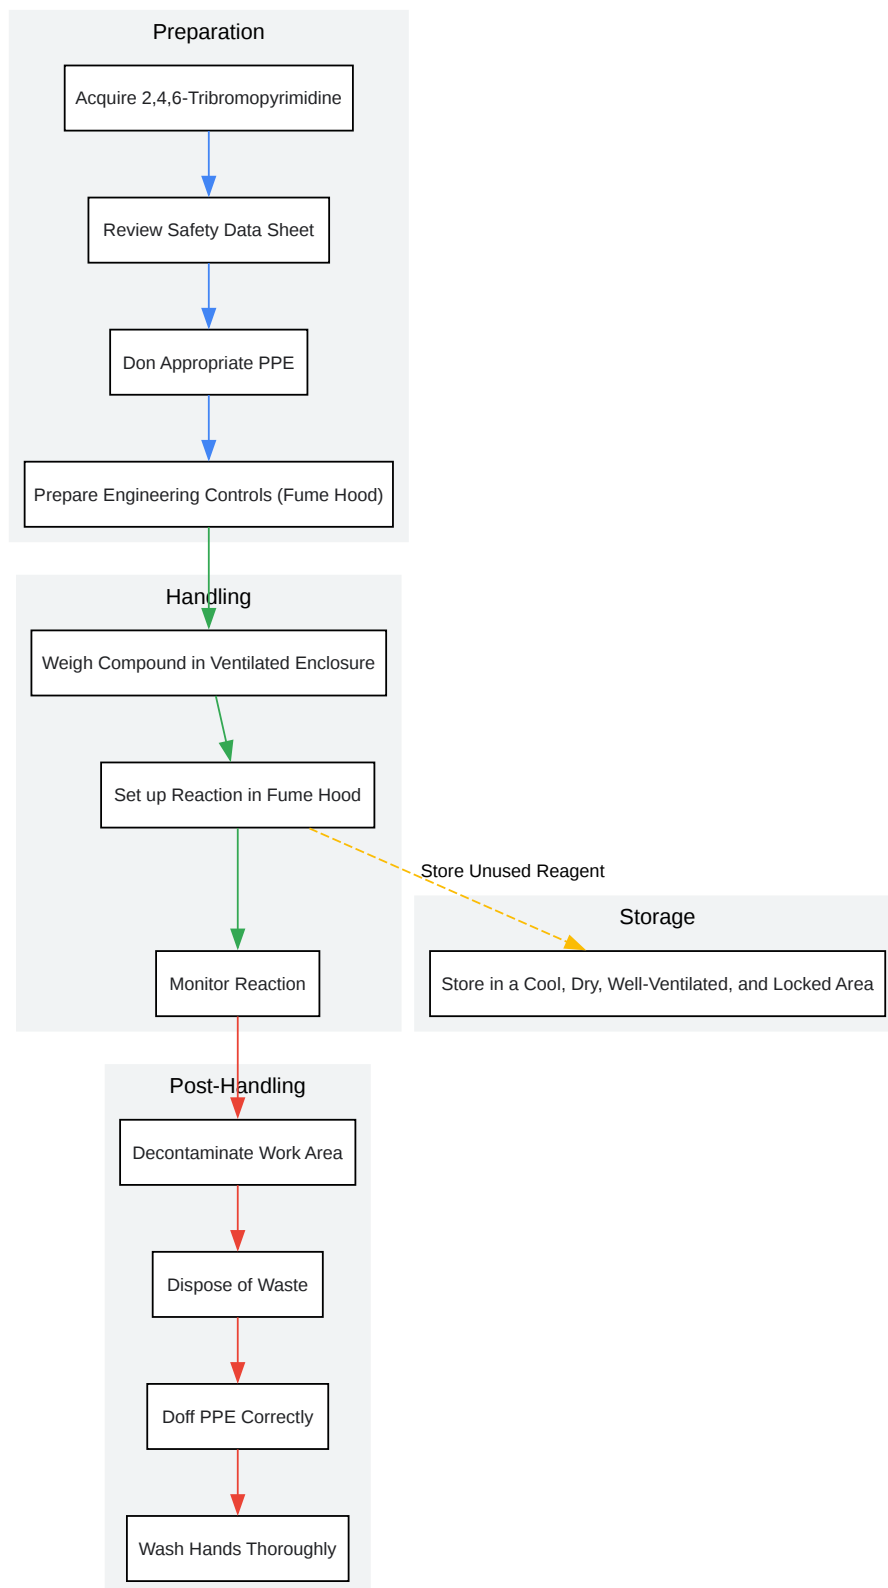 Preparation
Acquire 2,4,6-Tribromopyrimidine
Review Safety Data Sheet
Don Appropriate PPE
Prepare Engineering Controls (Fume Hood)
Handling
Weigh Compound in Ventilated Enclosure
Set up Reaction in Fume Hood
Store Unused Reagent
Storage
Store in a Cool, Dry, Well-Ventilated, and Locked Area
Monitor Reaction
Post-Handling
Decontaminate Work Area
Dispose of Waste
Doff PPE Correctly
Wash Hands Thoroughly